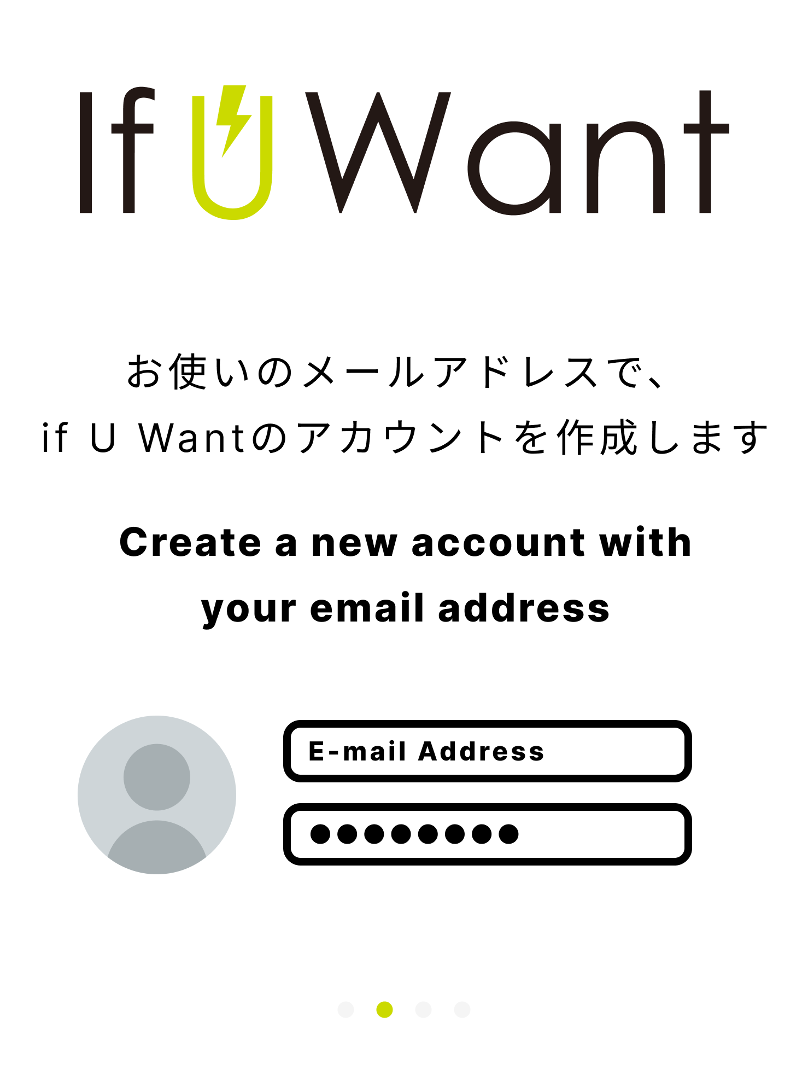 If U Want
お使いのメールアドレスで、
if U Wantのアカウントを作成します
Create a new account with
your email address
E-mail Address
●●●●●●●●